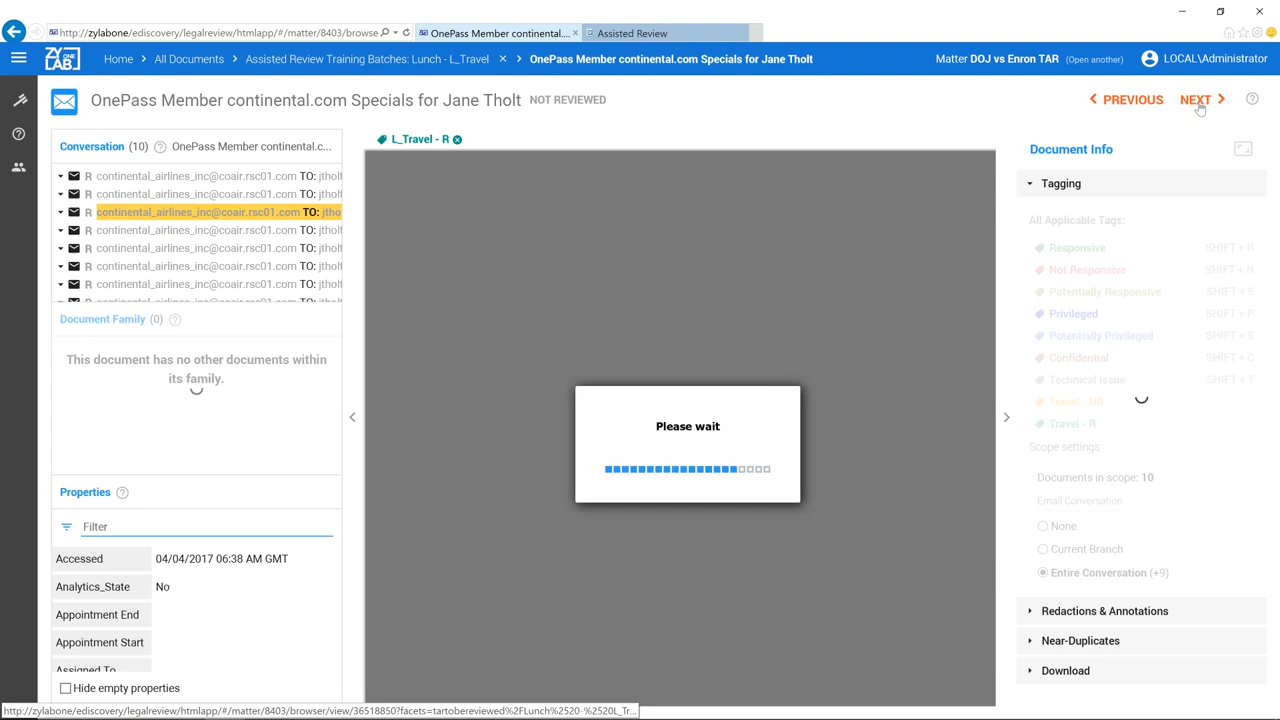 http://zylabone/ediscovery/legalreview/htmlapp/#/matter/8403/browse
OnePass Member continental....
Assisted Review
ZY ONE LAB
Home
All Documents
Assisted Review Training Batches: Lunch - L_Travel
OnePass Member continental.com Specials for Jane Tholt
Matter DOJ vs Enron TAR (Open another)
LOCAL\Administrator
OnePass Member continental.com Specials for Jane Tholt NOT REVIEWED
PREVIOUS
NEXT
Conversation (10) OnePass Member continental.com S...
L_Travel - R
R continental_airlines_inc@coair.rsc01.com TO: jtholt
R continental_airlines_inc@coair.rsc01.com TO: jtholt
R continental_airlines_inc@coair.rsc01.com TO: jtho
R continental_airlines_inc@coair.rsc01.com TO: jtholt
R continental_airlines_inc@coair.rsc01.com TO: jtholt
R continental_airlines_inc@coair.rsc01.com TO: jtholt
R continental_airlines_inc@coair.rsc01.com TO: jtholt
Document Family (0)
This document has no other documents within
its family.
Properties
Filter
Accessed 04/04/2017 06:38 AM GMT
Analytics_State No
Appointment End
Appointment Start
Assigned To
Hide empty properties
Please wait
Document Info
Tagging
All Applicable Tags:
Responsive SHIFT + R
Not Responsive SHIFT + N
Potentially Responsive SHIFT + E
Privileged SHIFT + P
Potentially Privileged SHIFT + S
Confidential SHIFT + C
Technical Issue SHIFT + T
Travel - NR
Travel - R
Scope settings
Documents in scope: 10
Email Conversation
None
Current Branch
Entire Conversation (+9)
Redactions & Annotations
Near-Duplicates
Download
http://zylabone/ediscovery/legalreview/htmlapp/#/matter/8403/browser/view/36518850?facets=tartobereviewed%2FLunch%2520-%2520L_Tr...